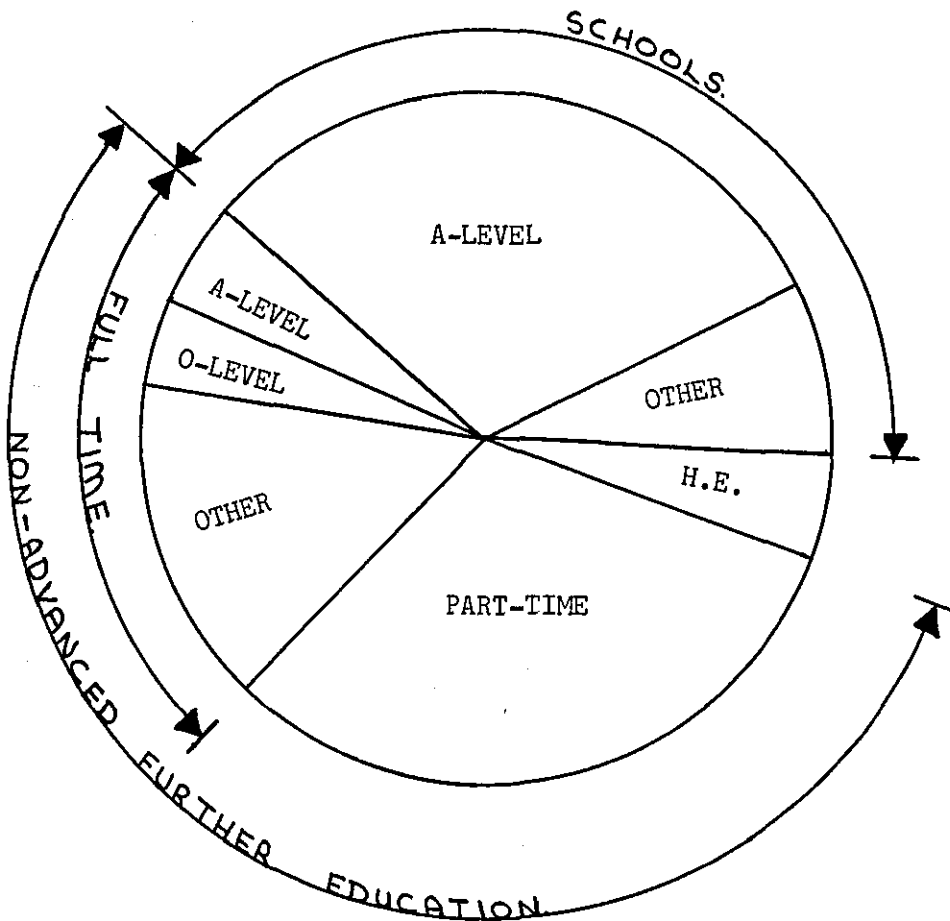 SCHOOLS.
A-LEVEL
A-LEVEL
O-LEVEL
OTHER
OTHER
H.E.
PART-TIME
FULL TIME.
NON-ADVANCED FURTHER EDUCATION